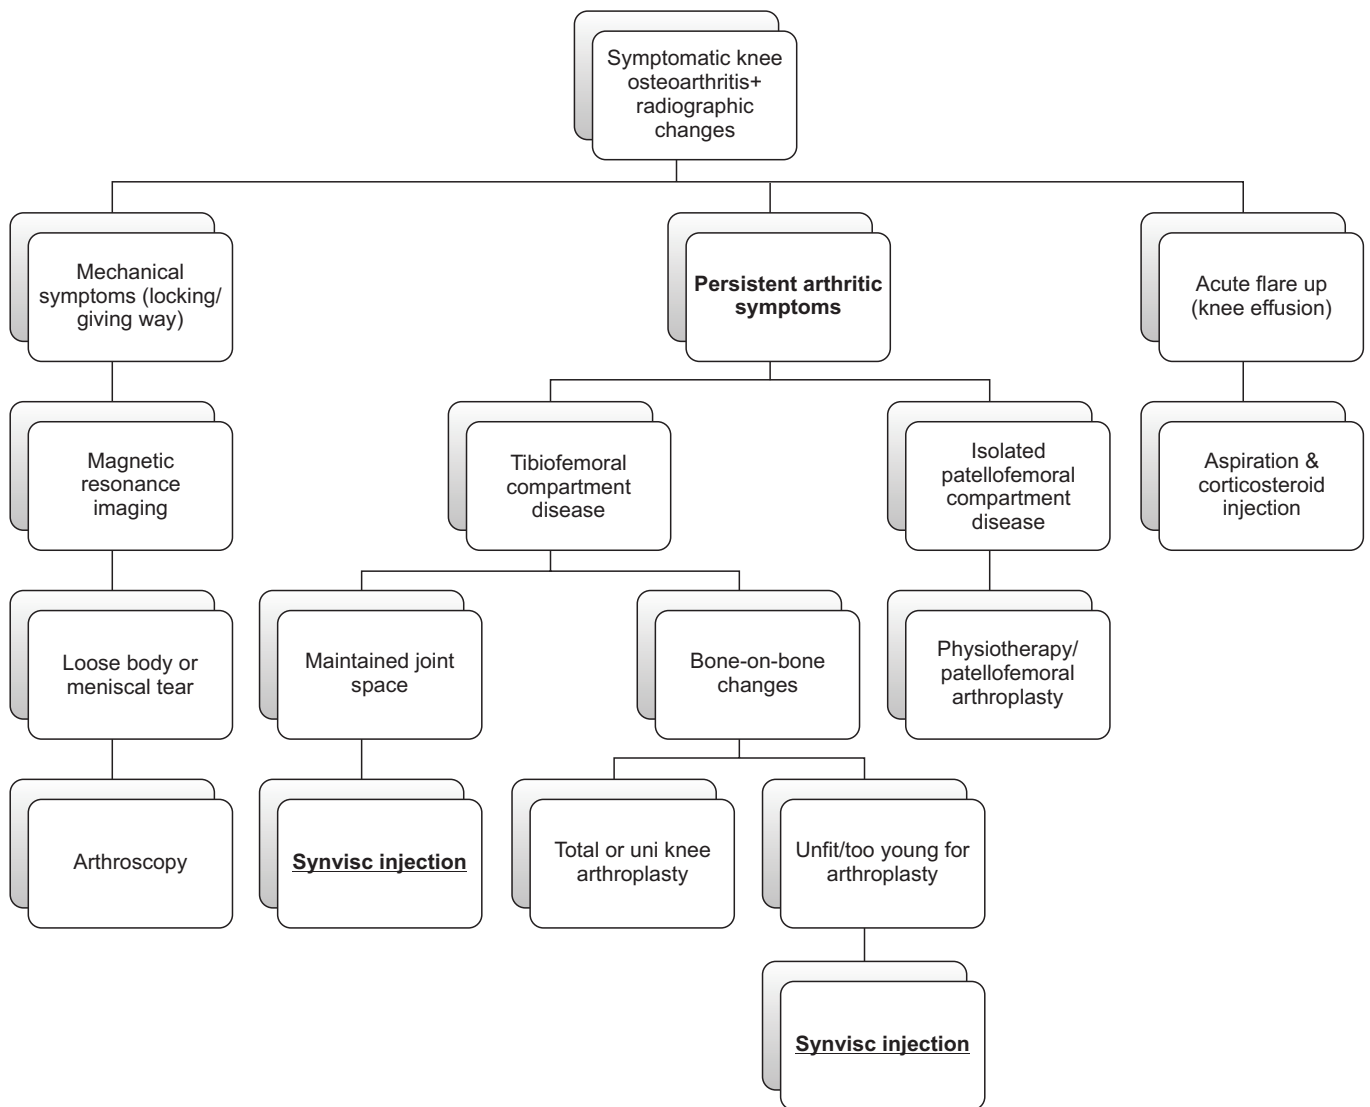 Symptomatic knee
osteoarthritis+
radiographic
changes
Mechanical
symptoms (locking/
giving way)
Persistent arthritic
symptoms
Acute flare up
(knee effusion)
Magnetic
resonance
imaging
Tibiofemoral
compartment
disease
Isolated
patellofemoral
compartment
disease
Aspiration &
corticosteroid
injection
Loose body or
meniscal tear
Maintained joint
space
Bone-on-bone
changes
Physiotherapy/
patellofemoral
arthroplasty
Arthroscopy
Synvisc injection
Total or uni knee
arthroplasty
Unfit/too young for
arthroplasty
Synvisc injection